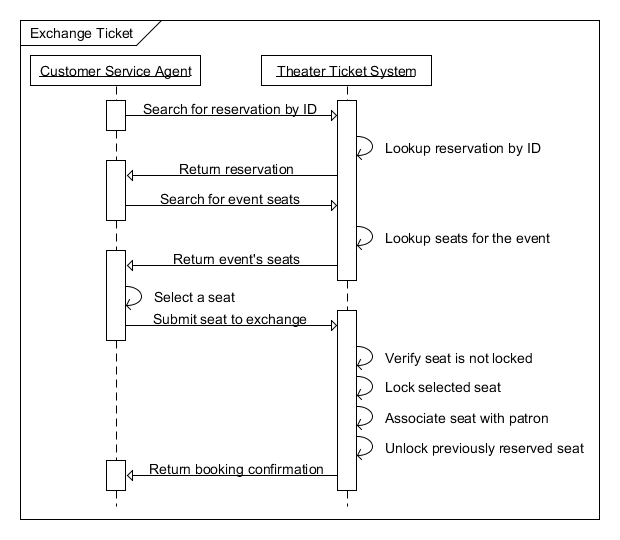 Exchange Ticket
Customer Service Agent
Theater Ticket System
Search for reservation by ID
Lookup reservation by ID
Return reservation
Search for event seats
Lookup seats for the event
Return event's seats
Select a seat
Submit seat to exchange
Verify seat is not locked
Lock selected seat
Associate seat with patron
Unlock previously reserved seat
Return booking confirmation